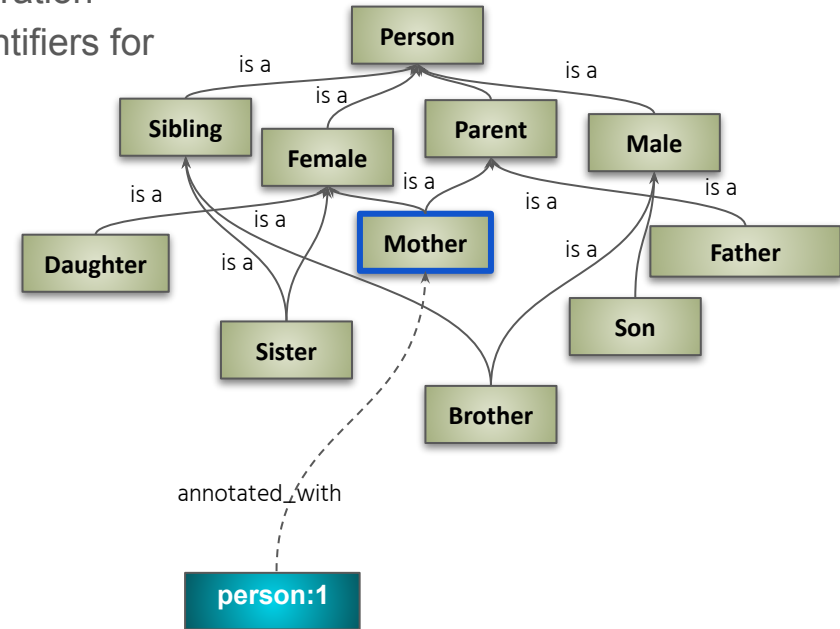 ntifiers for
Person
is a
is a
is a
Sibling
Female
Parent
Male
is a
is a
is a
is a
is a
is a
is a
Daughter
Mother
Father
Sister
Son
Brother
annotated_with
person:1